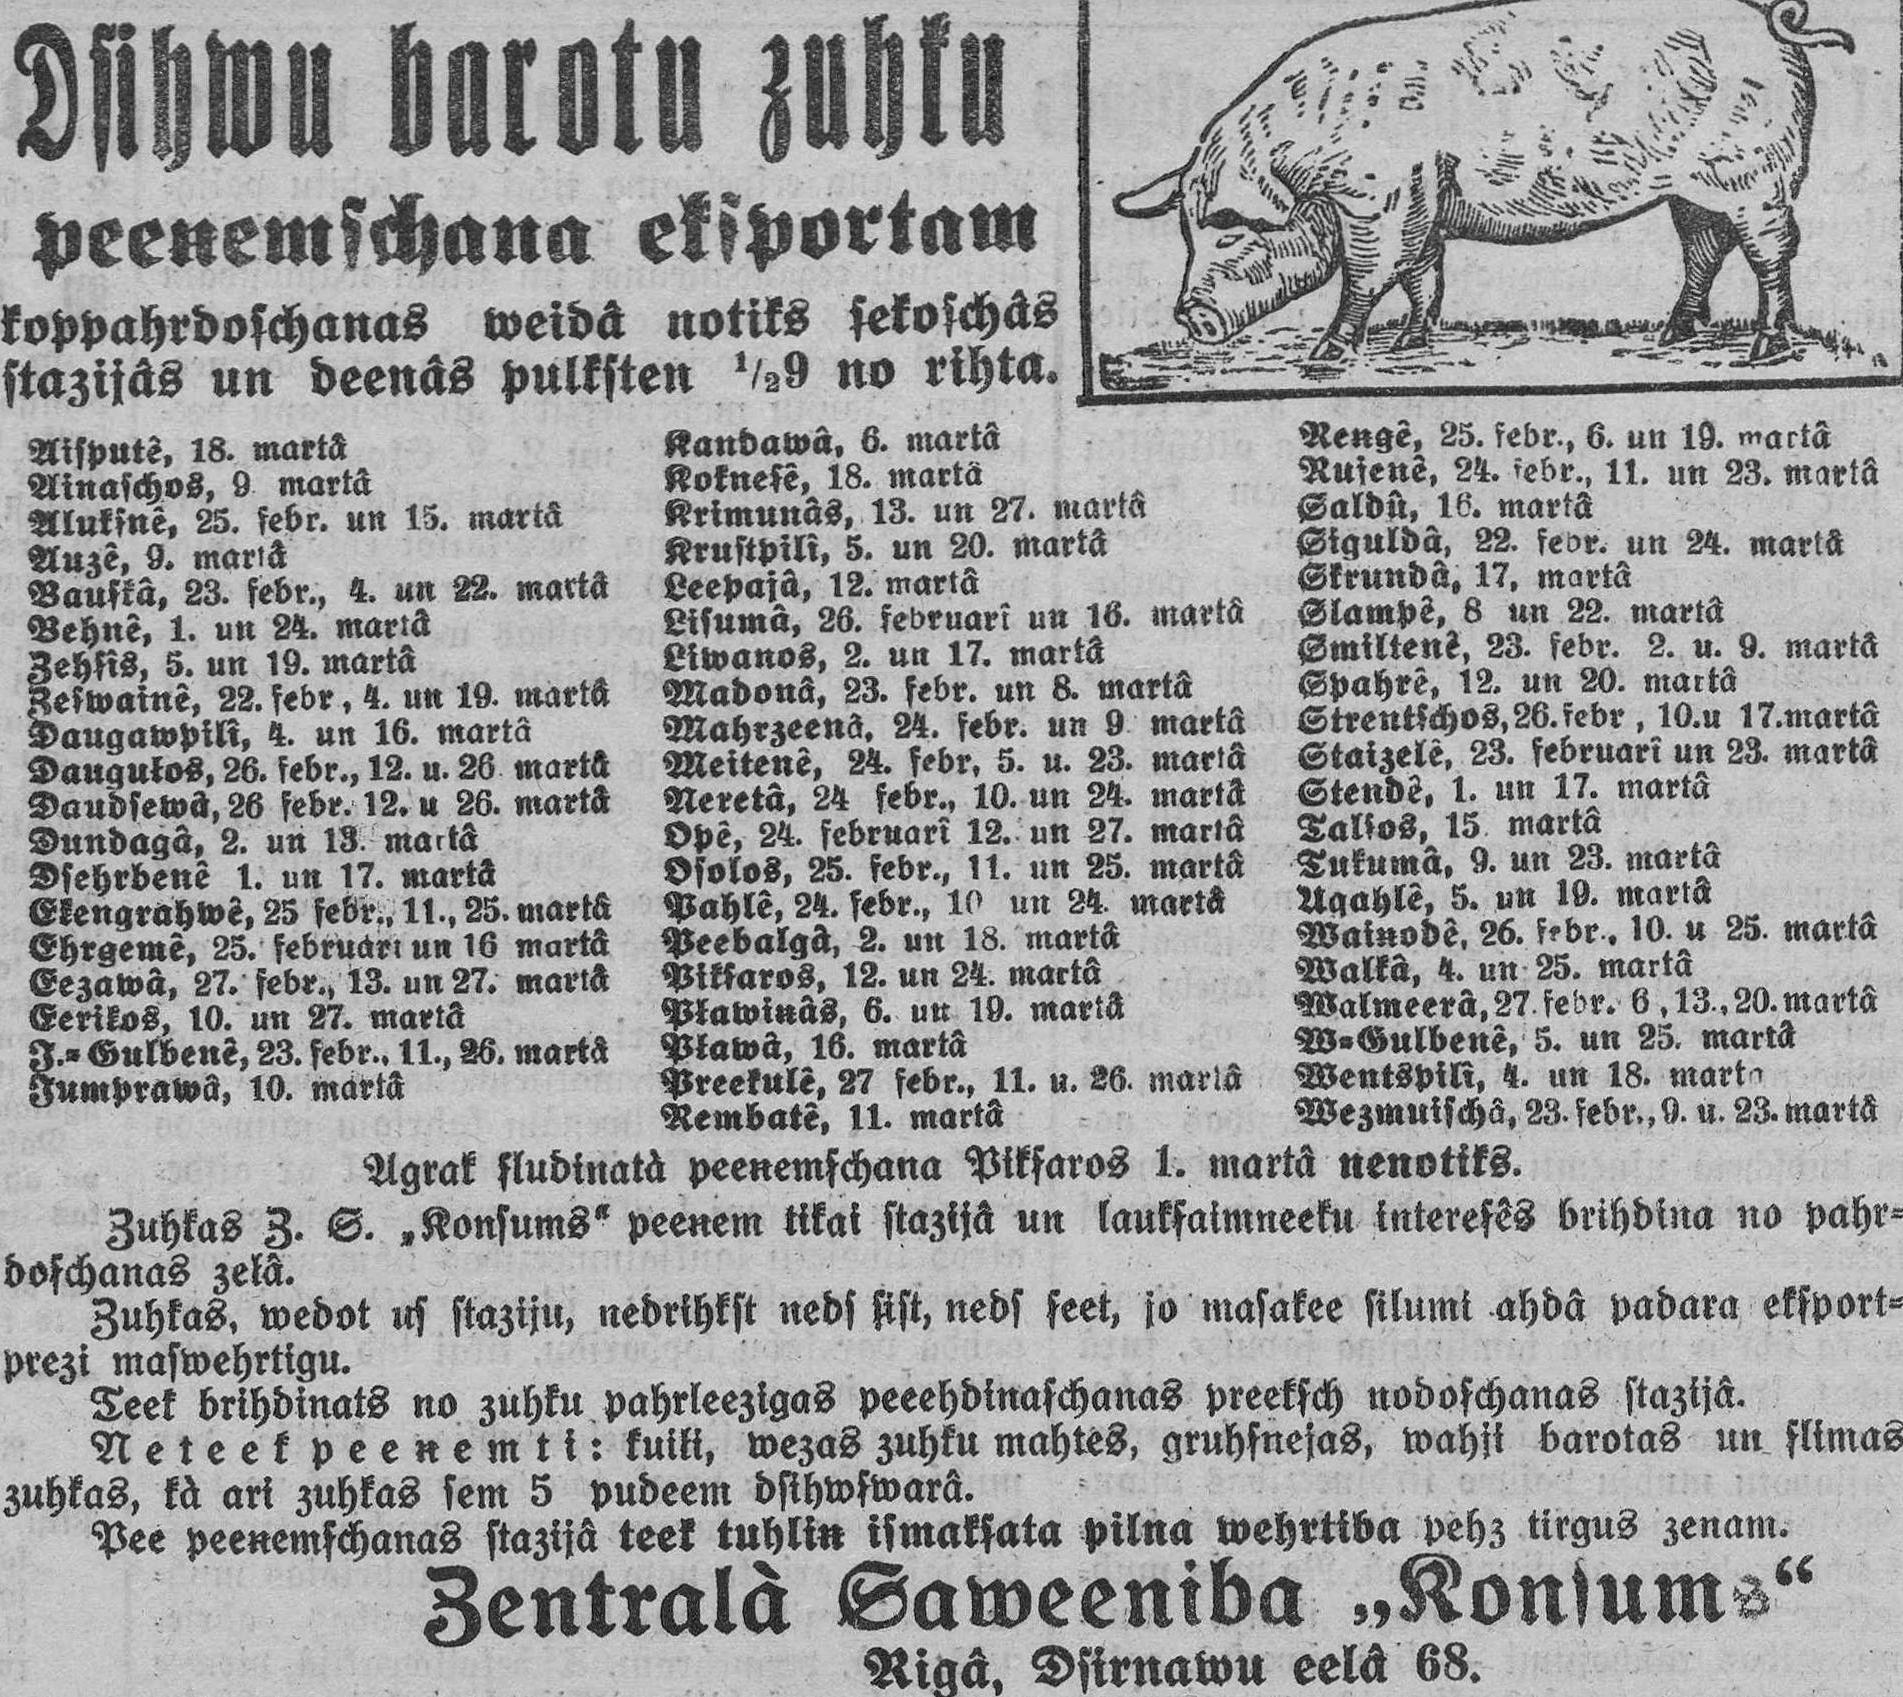 Dſihwu barotu zuhku
peenemſchana ekſportam
koppahrdoſchanas weidâ notiks ſekoſchâs
stazijâs un deenâs pulkſten ¹/₂9 no rihta.
Aiſputê, 18. martâ
Ainaſchos, 9 martâ
Alukſnê, 25. febr. un 15. martâ
Auzê, 9. martâ
Bauſkâ, 23. febr., 4. un 22. martâ
Behnê, 1. un 24. martâ
Zehſîs, 5. un 19. martâ
Zeſwainê, 22. febr, 4. un 19. martâ
Daugawpilî, 4. un 16. martâ
Dauguļos, 26. febr., 12. u. 26 martâ
Daudſewâ, 26 febr. 12. u 26. martâ
Dundagâ, 2. un 13. martâ
Dſehrbenê 1. un 17. martâ
Ekengrahwê, 25 febr., 11., 25. martâ
Ehrgemê, 25. februari un 16 martâ
Eezawâ, 27. febr., 13. un 27. martâ
Eerikos, 10. un 27. martâ
J.-Gulbenê, 23. febr., 11., 26. martâ
Jumprawâ, 10. martâ
Kandawâ, 6. martâ
Kokneſê, 18. martâ
Krimunâs, 13. un 27. martâ
Kruſtpilî, 5. un 20. martâ
Leepajâ, 12. martâ
Liſumâ, 26. februarî un 16. martâ
Liwanos, 2. un 17. martâ
Madonâ, 23. febr. un 8. martâ
Mahrzeenâ, 24. febr. un 9 martâ
Meitenê, 24. febr, 5. u. 23. martâ
Neretâ, 24 febr., 10. un 24. martâ
Opê, 24. februarî 12. un 27. martâ
Oſolos, 25. febr., 11. un 25. martâ
Pahlê, 24. febr., 10 un 24. martâ
Peebalgâ, 2. un 18. martâ
Pikſaros, 12. un 24. martâ
Pļawiņâs, 6. un 19. martâ
Pļawâ, 16. martâ
Preekulê, 27 febr., 11. u. 26. martâ
Rembatê, 11. martâ
Rengê, 25. febr., 6. un 19. martâ
Rujenê, 24. febr., 11. un 23. martâ
Saldû, 16. martâ
Siguldâ, 22. febr. un 24. martâ
Skrundâ, 17, martâ
Slampê, 8 un 22. martâ
Smiltenê, 23. febr. 2. u. 9. martâ
Spahrê, 12. un 20. martâ
Strentſchos, 26. febr, 10. u 17. martâ
Staizelê, 23. februarî un 23. martâ
Stendê, 1. un 17. martâ
Talſos, 15 martâ
Tukumâ, 9. un 23. martâ
Ugahlê, 5. un 19. martâ
Wainodê, 26. febr., 10. u 25. martâ
Walkâ, 4. un 25. martâ
Walmeerâ, 27. febr. 6, 13., 20. martâ
W-Gulbenê, 5. un 25. martâ
Wentspilî, 4. un 18. marta
Wezmuiſchâ, 23. febr., 9. u. 23. martâ
Agrak ſludinatà peeņemſchana Pikſaros 1. martâ nenotiks.
Zuhkas Z. S. „Konſums“ peeņem tikai ſtazijâ un laukſaimneeku intereſês brihdina no pahr-
doſchanas zeļâ.
Zuhkas, wedot uſ ſtaziju, nedrihkſt nedſ ſiſt, nedſ ſeet, jo maſakee ſilumi ahdâ padara ekſport-
prezi maſwehrtigu.
Teek brihdinats no zuhku pahrleezigas peeehdinaſchanas preekſch nodoſchanas ſtazijâ.
Neteek peeņemti: kuiļi, wezas zuhku mahtes, gruhſnejas, wahji barotas un ſlimas
zuhkas, kà ari zuhkas ſem 5 pudeem dſihwſwarâ.
Pee peeņemſchanas ſtazijâ teek tuhliņ iſmakſata pilna wehrtiba pehz tirgus zenam.
Zentralà Saweeniba „Konſums“
Rigâ, Dſirnawu eelâ 68.